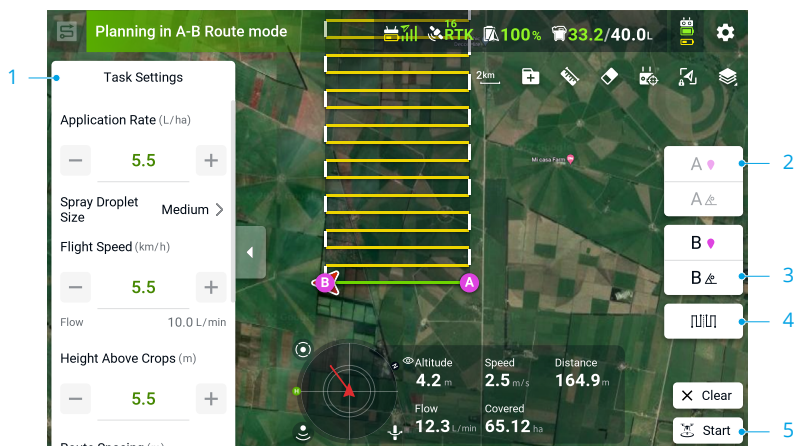 Planning in A-B Route mode
16
RTK
100%
33.2/40.0L
1
Task Settings
2km
Application Rate (L/ha)
5.5
Mi casa Farm
A
2
A
Spray Droplet Size
Medium
Flight Speed (km/h)
B
5.5
B
3
B
A
Flow
10.0 L/min
4
Height Above Crops (m)
N
Altitude
4.2 m
Speed
2.5 m/s
Distance
164.9 m
H
5.5
Flow
12.3 L/min
Covered
65.12 ha
Clear
Start
5